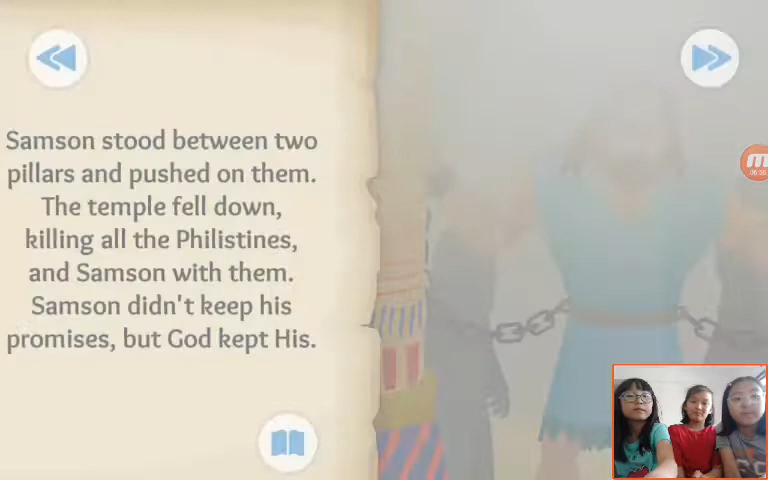 Samson stood between two
pillars and pushed on them.
The temple fell down,
killing all the Philistines,
and Samson with them.
Samson didn't keep his
promises, but God kept His.